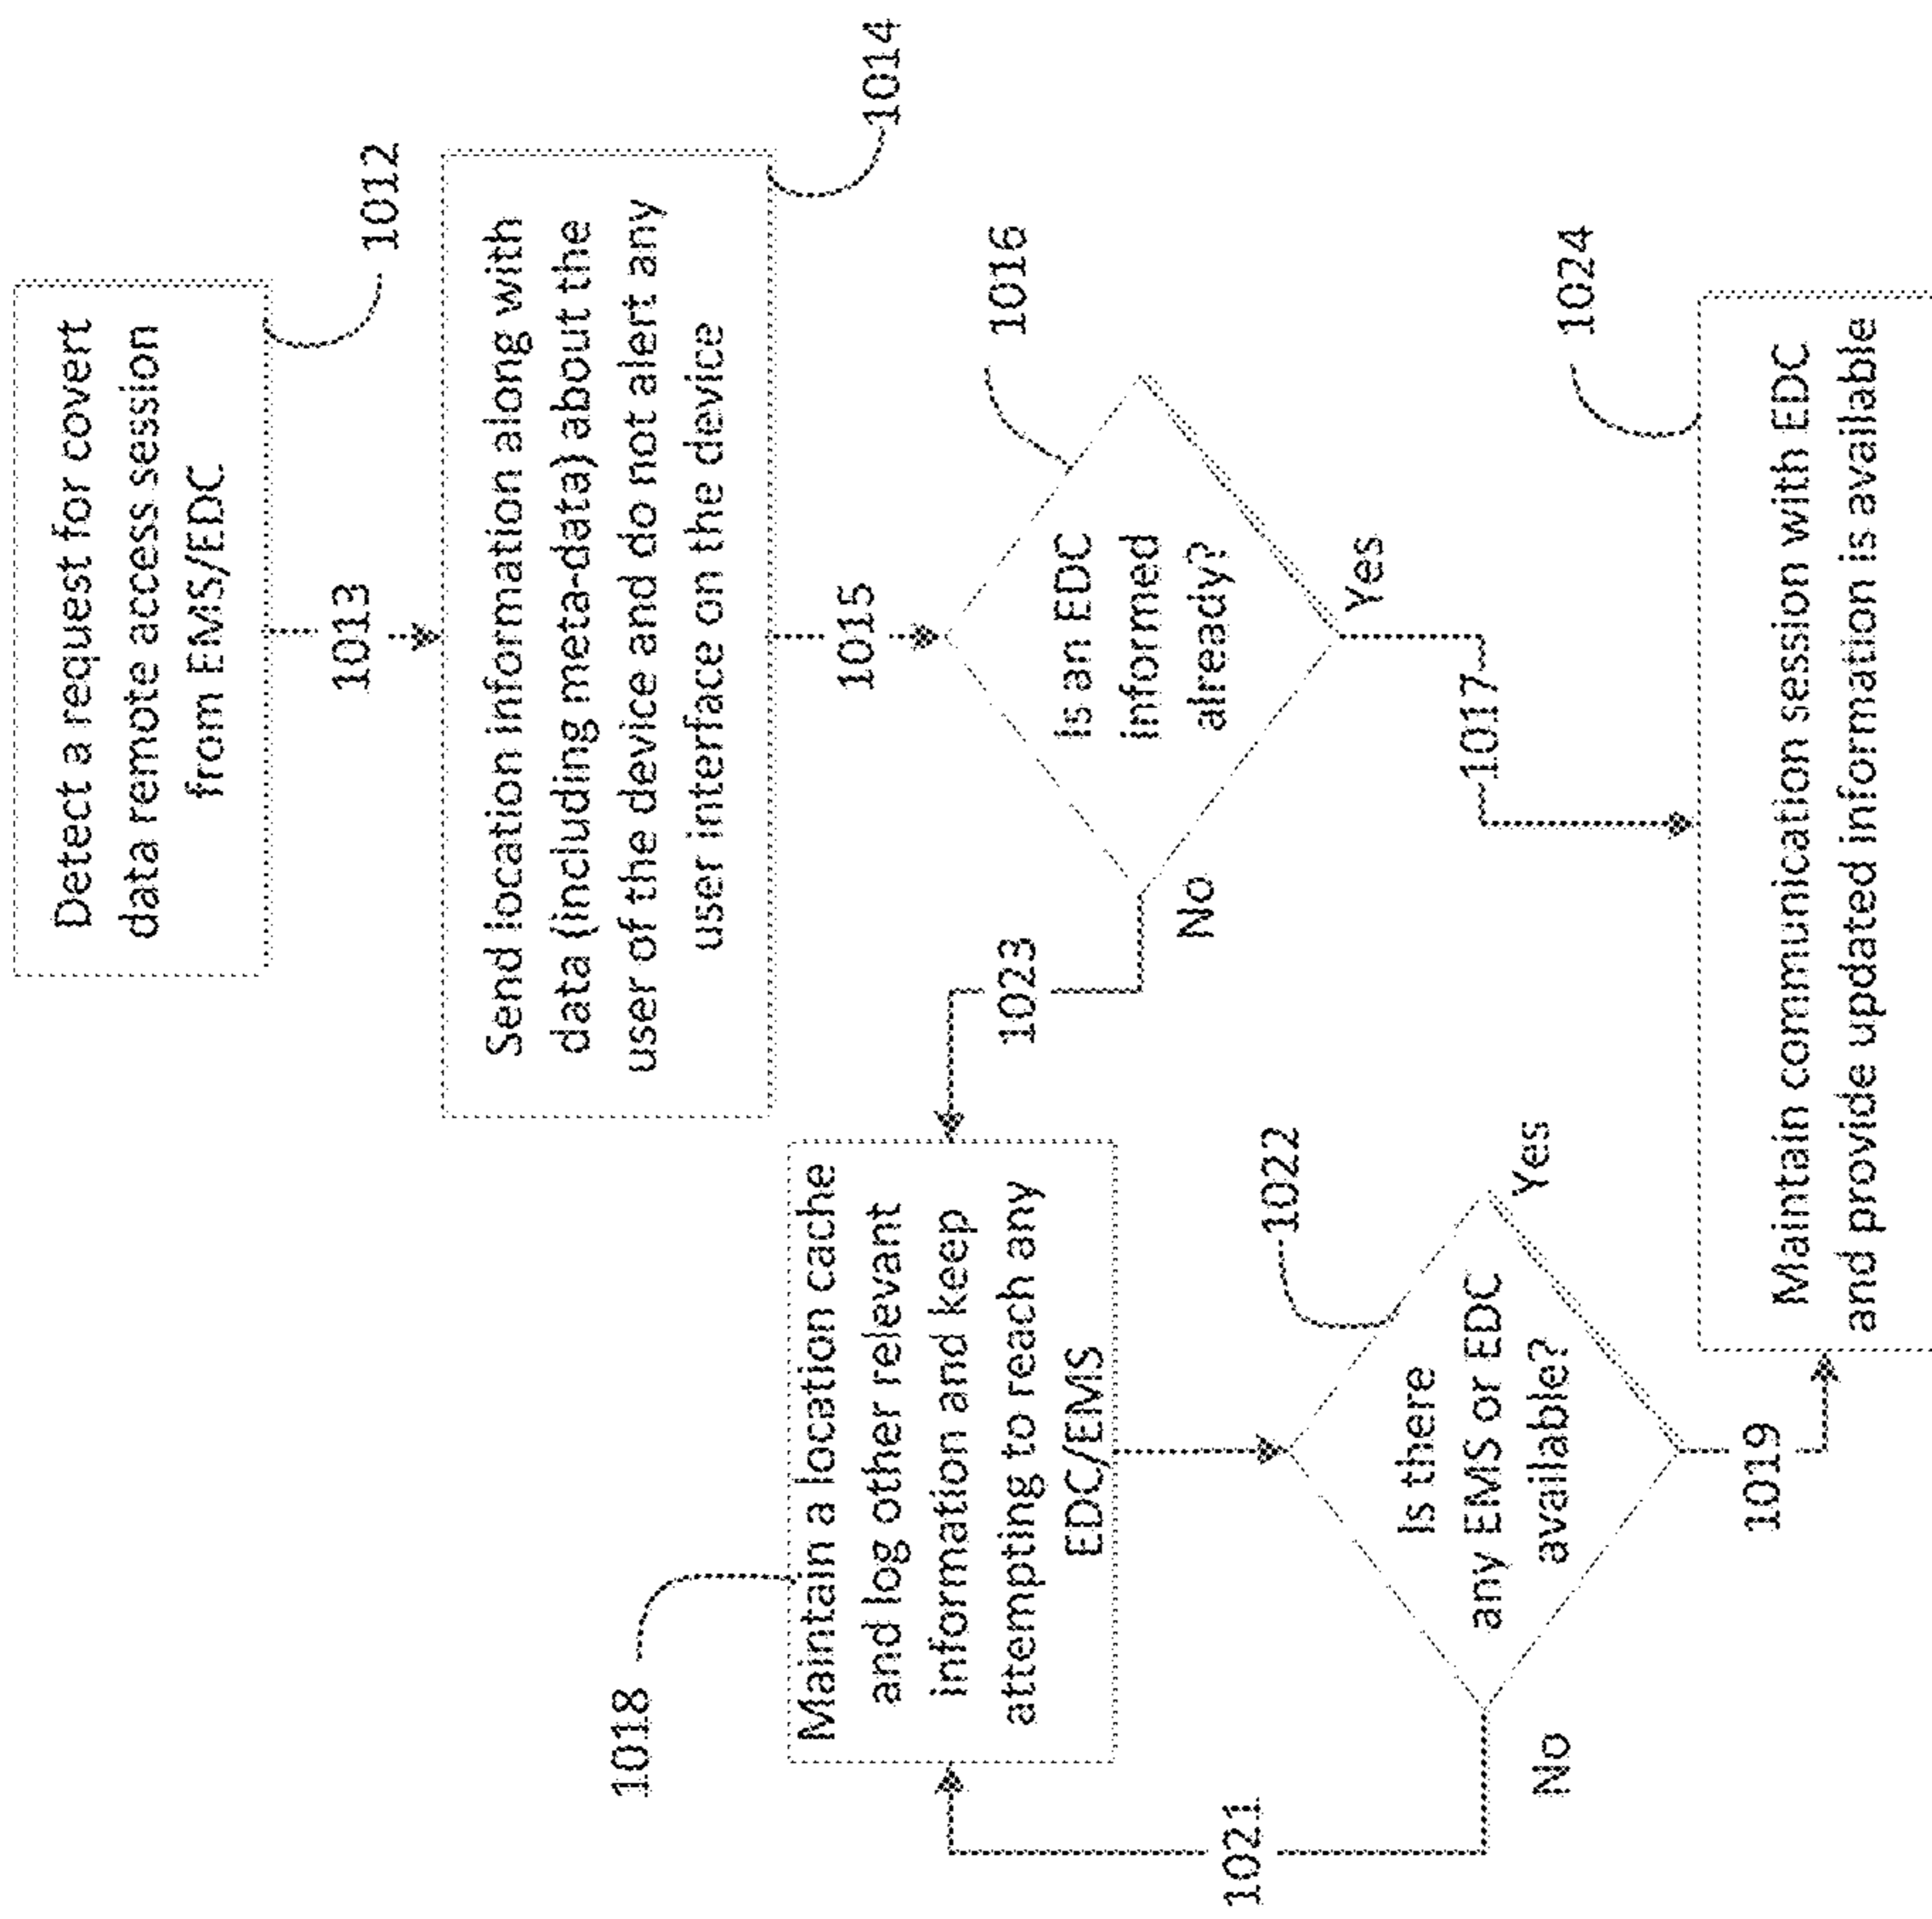 Detect a request for covert
data remote access session
from EMS/EDC
1012
1013
Send location information along with
data (including meta-data) about the
user of the device and do not alert any
user interface on the device
1014
1015
Is an EDC
informed
already?
1016
Yes
No
1017
1023
Maintain a location cache
and log other relevant
information and keep
attempting to reach any
EDC/EMS
1018
Is there
any EMS or EDC
available?
1022
Yes
No
1019
1021
Maintain communication session with EDC
and provide updated information is available
1024